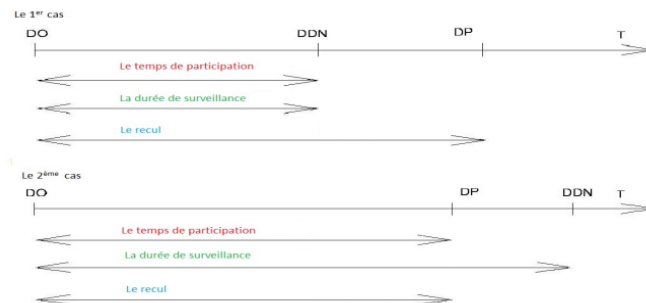 Le 1er cas
DO DDN DP T
Le temps de participation
La durée de surveillance
Le recul
Le 2ème cas
DO DP DDN T
Le temps de participation
La durée de surveillance
Le recul